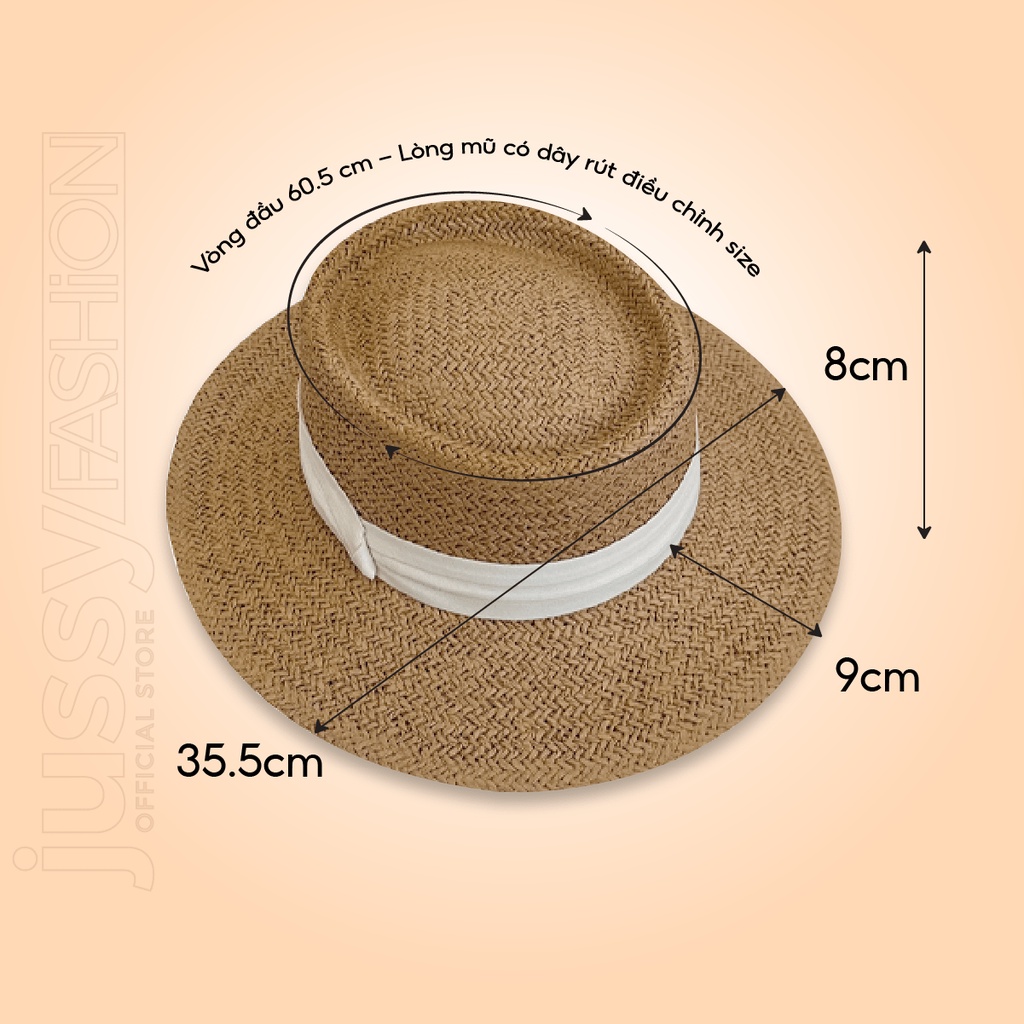 Vòng đầu 60.5 cm – Lòng mũ có dây rút điều chỉnh size
8cm
9cm
35.5cm
jussyFASHiON
OFFICIAL STORE